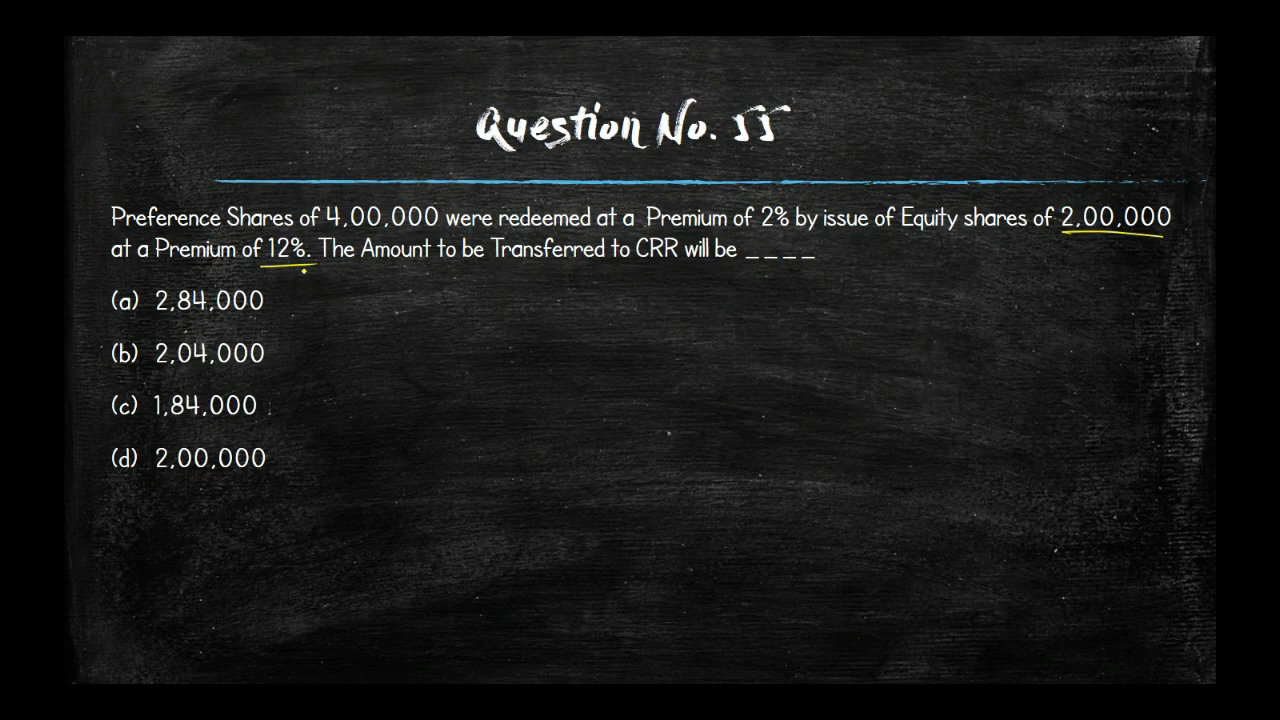 Question No. 11
Preference Shares of 4,00,000 were redeemed at a Premium of 2% by issue of Equity shares of 2,00,000
at a Premium of 12%. The Amount to be Transferred to CRR will be _ _ _ _
(a) 2,84,000
(b) 2,04,000
(c) 1,84,000
(d) 2,00,000